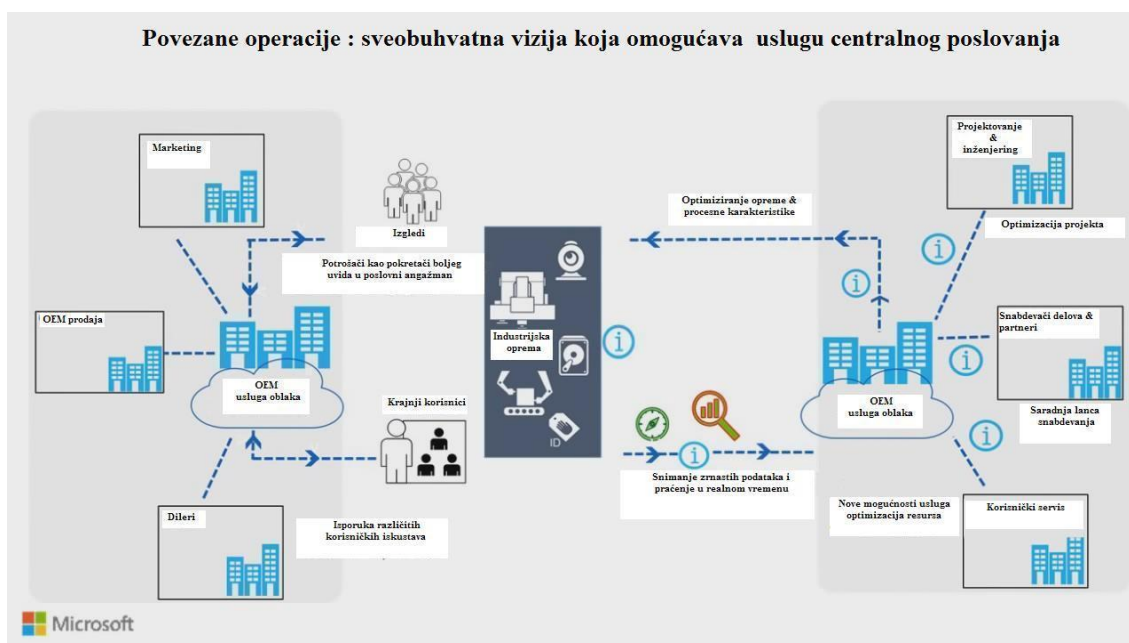 Povezane operacije : sveobuhvatna vizija koja omogućava uslugu centralnog poslovanja
Marketing
OEM prodaja
OEM
usluga oblaka
Dileri
Izgledi
Potrošači kao pokretači boljeg
uvida u poslovni angažman
Krajnji korisnici
Isporuka različitih
korisničkih iskustava
Industrijska
oprema
ID
Optimiziranje opreme &
procesne karakteristike
Snimanje zrnastih podataka i
praćenje u realnom vremenu
OEM
usluga oblaka
Projektovanje
&
inženjering
Optimizacija projekta
Snabdevači delova &
partneri
Saradnja lanca
snabdevanja
Nove mogućnosti usluga
optimizacija resursa
Korisnički servis
i
i
i
i
i
i
Microsoft